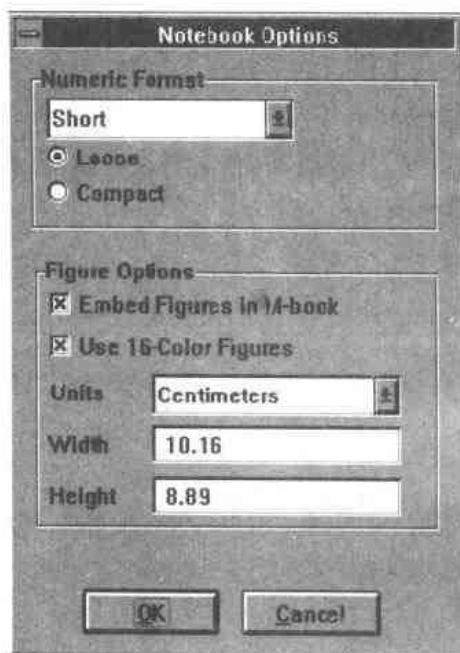 Notebook Options
Numeric Format
Short
Loose
Compact
Figure Options
Embed Figures in M-book
Use 16-Color Figures
Units Centimeters
Width 10.16
Height 8.89
OK Cancel